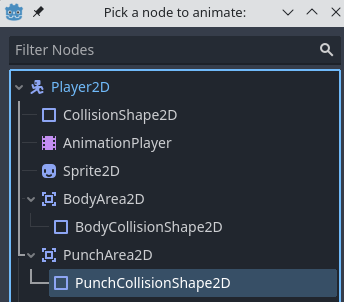 Pick a node to animate:
Filter Nodes
Player2D
CollisionShape2D
AnimationPlayer
Sprite2D
BodyArea2D
BodyCollisionShape2D
PunchArea2D
PunchCollisionShape2D